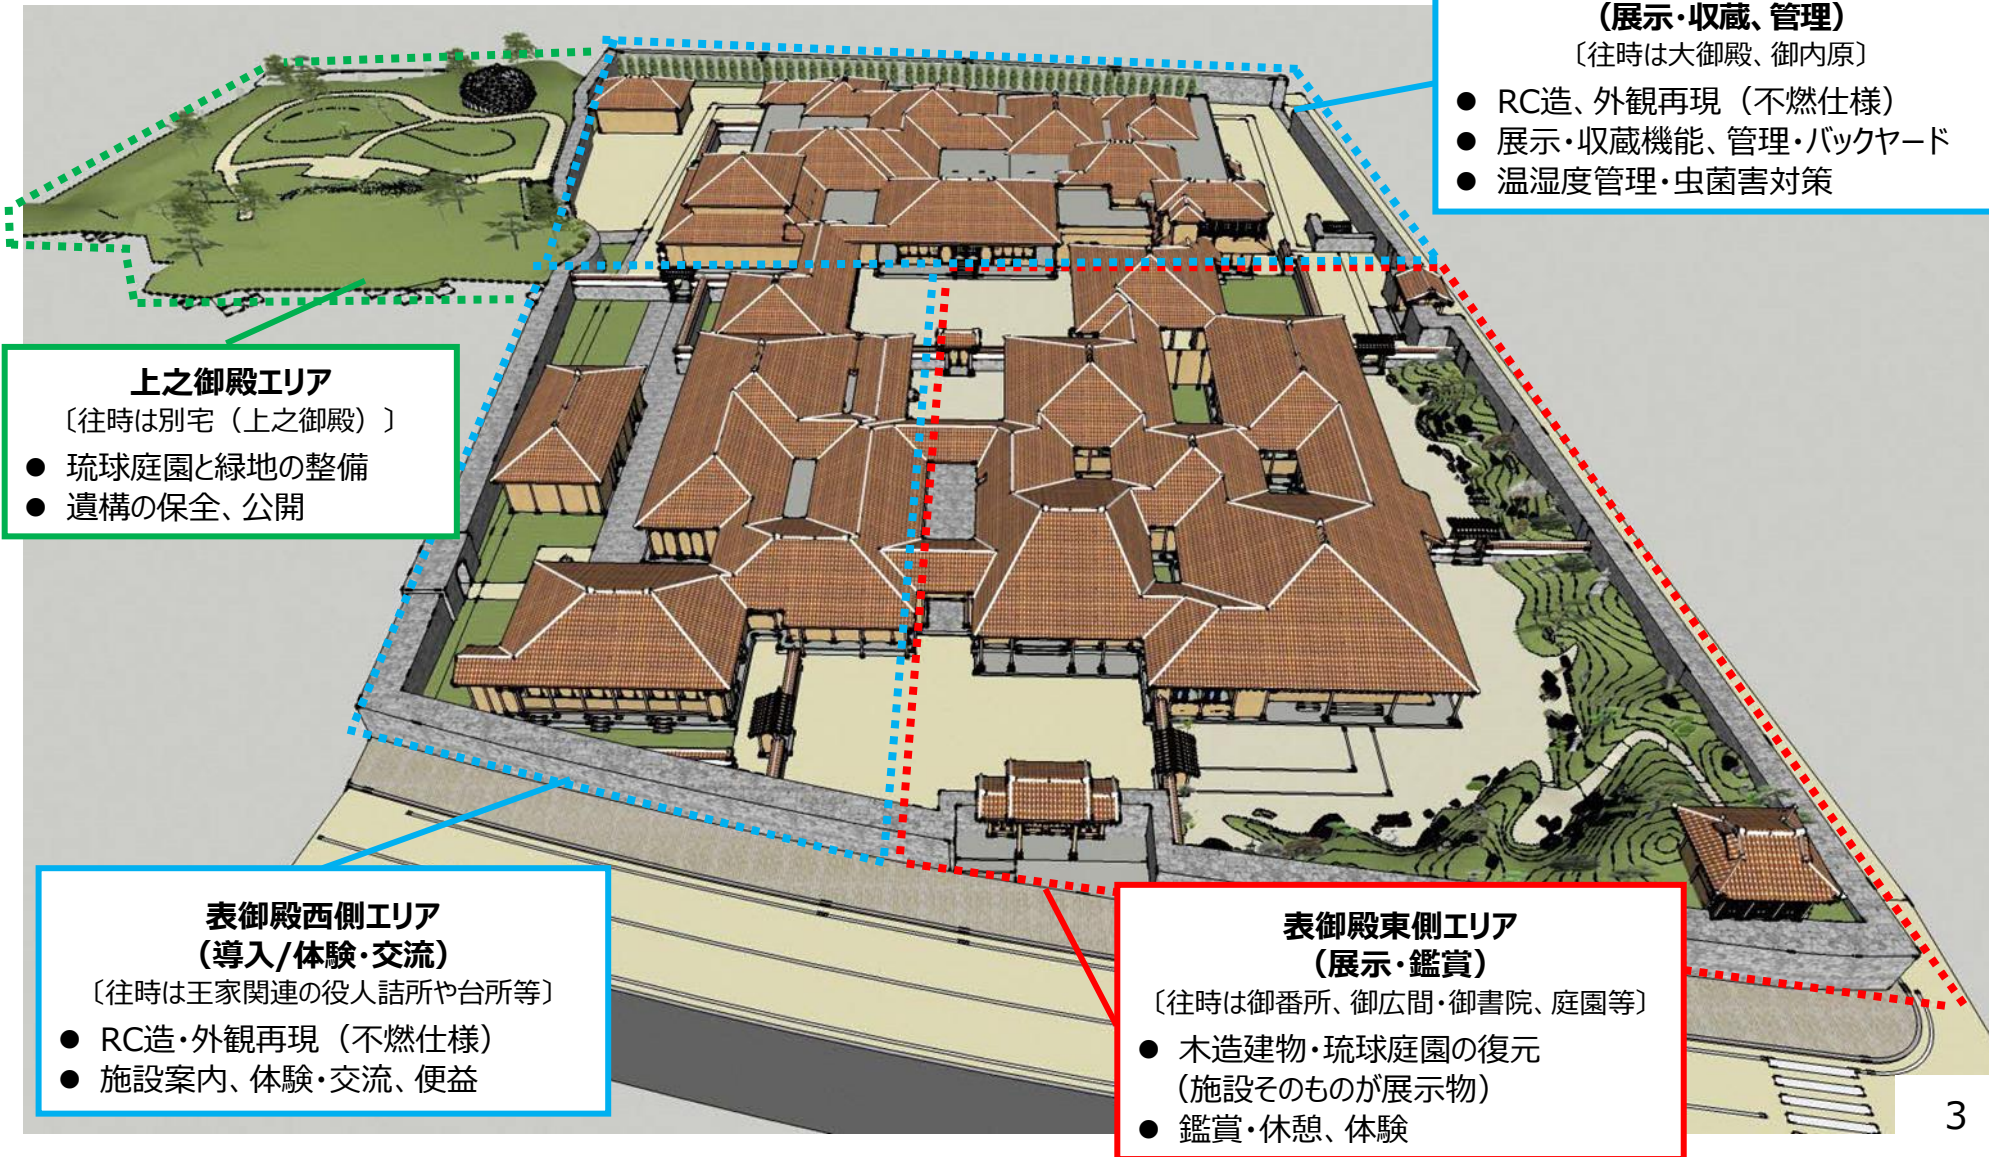 （展示・収蔵、管理）
〔往時は大御殿、御内原〕
● RC造、外観再現（不燃仕様）
● 展示・収蔵機能、管理・バックヤード
● 温湿度管理・虫菌害対策
上之御殿エリア
〔往時は別宅（上之御殿）〕
● 琉球庭園と緑地の整備
● 遺構の保全、公開
表御殿西側エリア
（導入/体験・交流）
〔往時は王家関連の役人詰所や台所等〕
● RC造・外観再現（不燃仕様）
● 施設案内、体験・交流、便益
表御殿東側エリア
（展示・鑑賞）
〔往時は御番所、御広間・御書院、庭園等〕
● 木造建物・琉球庭園の復元
（施設そのものが展示物）
● 鑑賞・休憩、体験
3